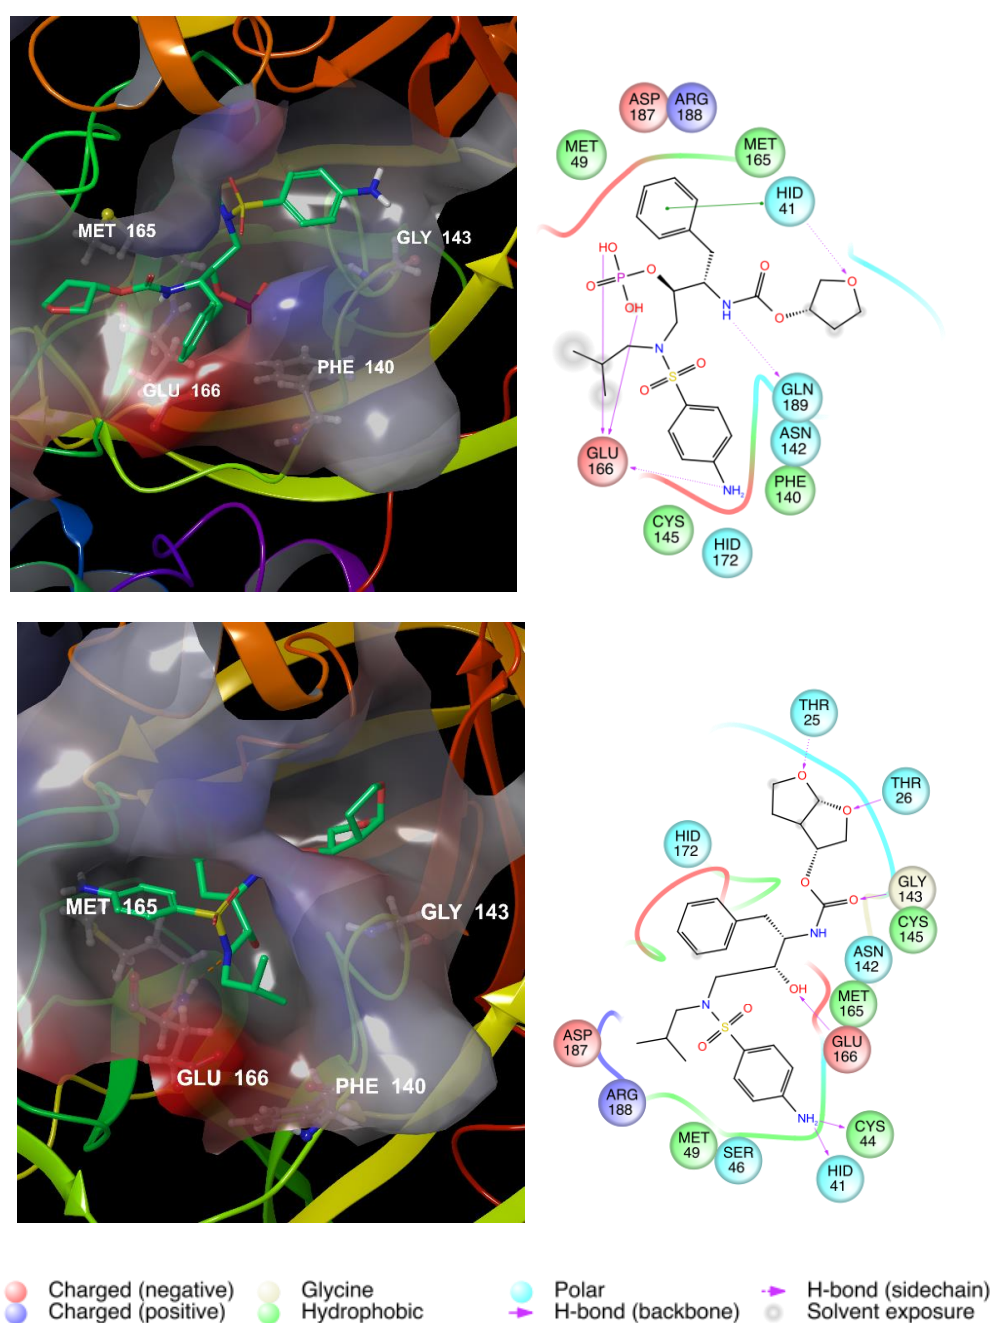 MET 165
GLY 143
PHE 140
GLU 166
ASP
187
ARG
188
MET
49
MET
165
HID
41
HO
O
P
O
OH
O
O
NH
O
N
O
S
O
GLN
189
ASN
142
GLU
166
PHE
140
NH2
CYS
145
HID
172
MET 165
GLY 143
GLU 166
PHE 140
THR
25
O
THR
26
O
HID
172
O
GLY
143
O
CYS
145
NH
ASN
142
OH
MET
165
N
O
S
O
GLU
166
ASP
187
ARG
188
NH2
CYS
44
MET
49
SER
46
HID
41
Charged (negative)
Charged (positive)
Glycine
Hydrophobic
Polar
H-bond (backbone)
H-bond (sidechain)
Solvent exposure